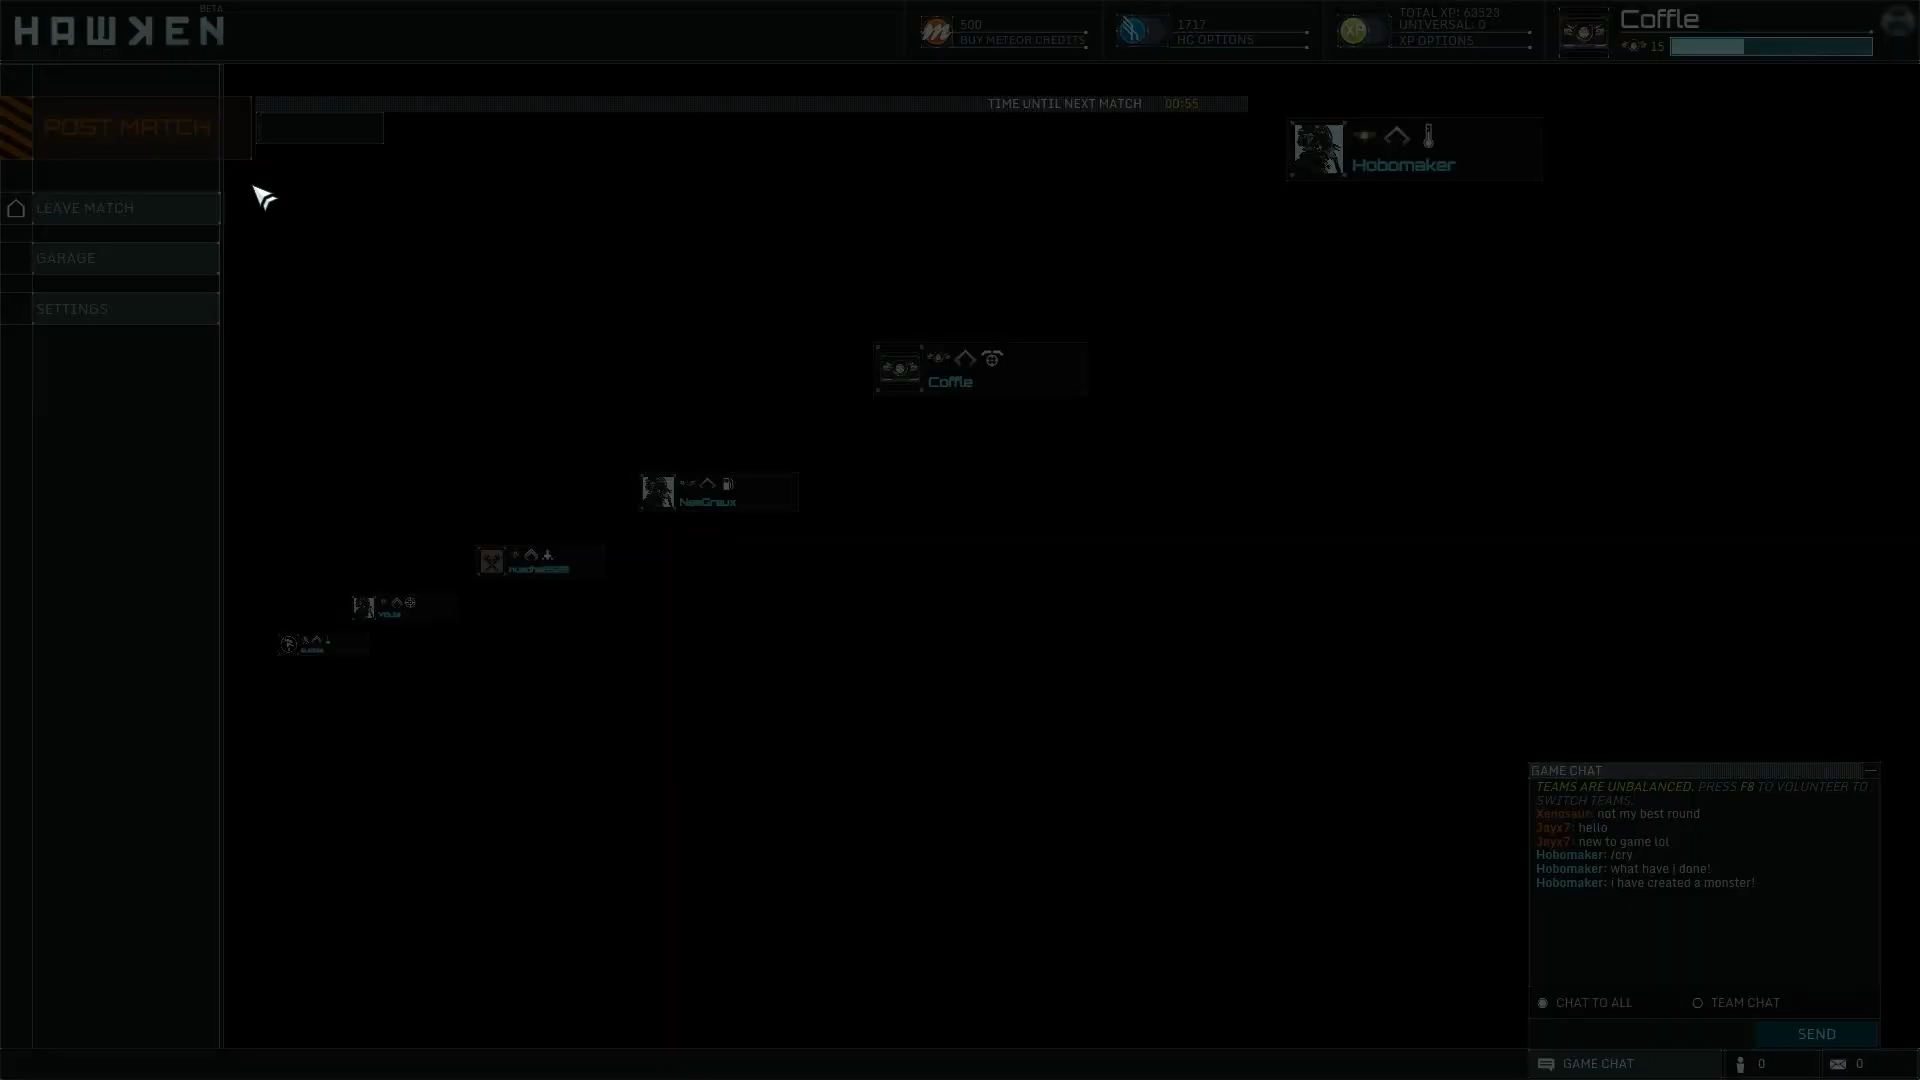 BETA
HAWKEN
500
BUY METEOR CREDITS
1717
HC OPTIONS
XP
TOTAL XP: 63523
UNIVERSAL: 0
XP OPTIONS
Coffle
15
POST MATCH
TIME UNTIL NEXT MATCH 00:55
Hobomaker
LEAVE MATCH
GARAGE
SETTINGS
Coffle
GAME CHAT
TEAMS ARE UNBALANCED. PRESS F8 TO VOLUNTEER TO
SWITCH TEAMS.
Xenosaur: not my best round
Jayx7: hello
Jayx7: new to game lol
Hobomaker: /cry
Hobomaker: what have i done!
Hobomaker: i have created a monster!
CHAT TO ALL
TEAM CHAT
SEND
GAME CHAT
0
0